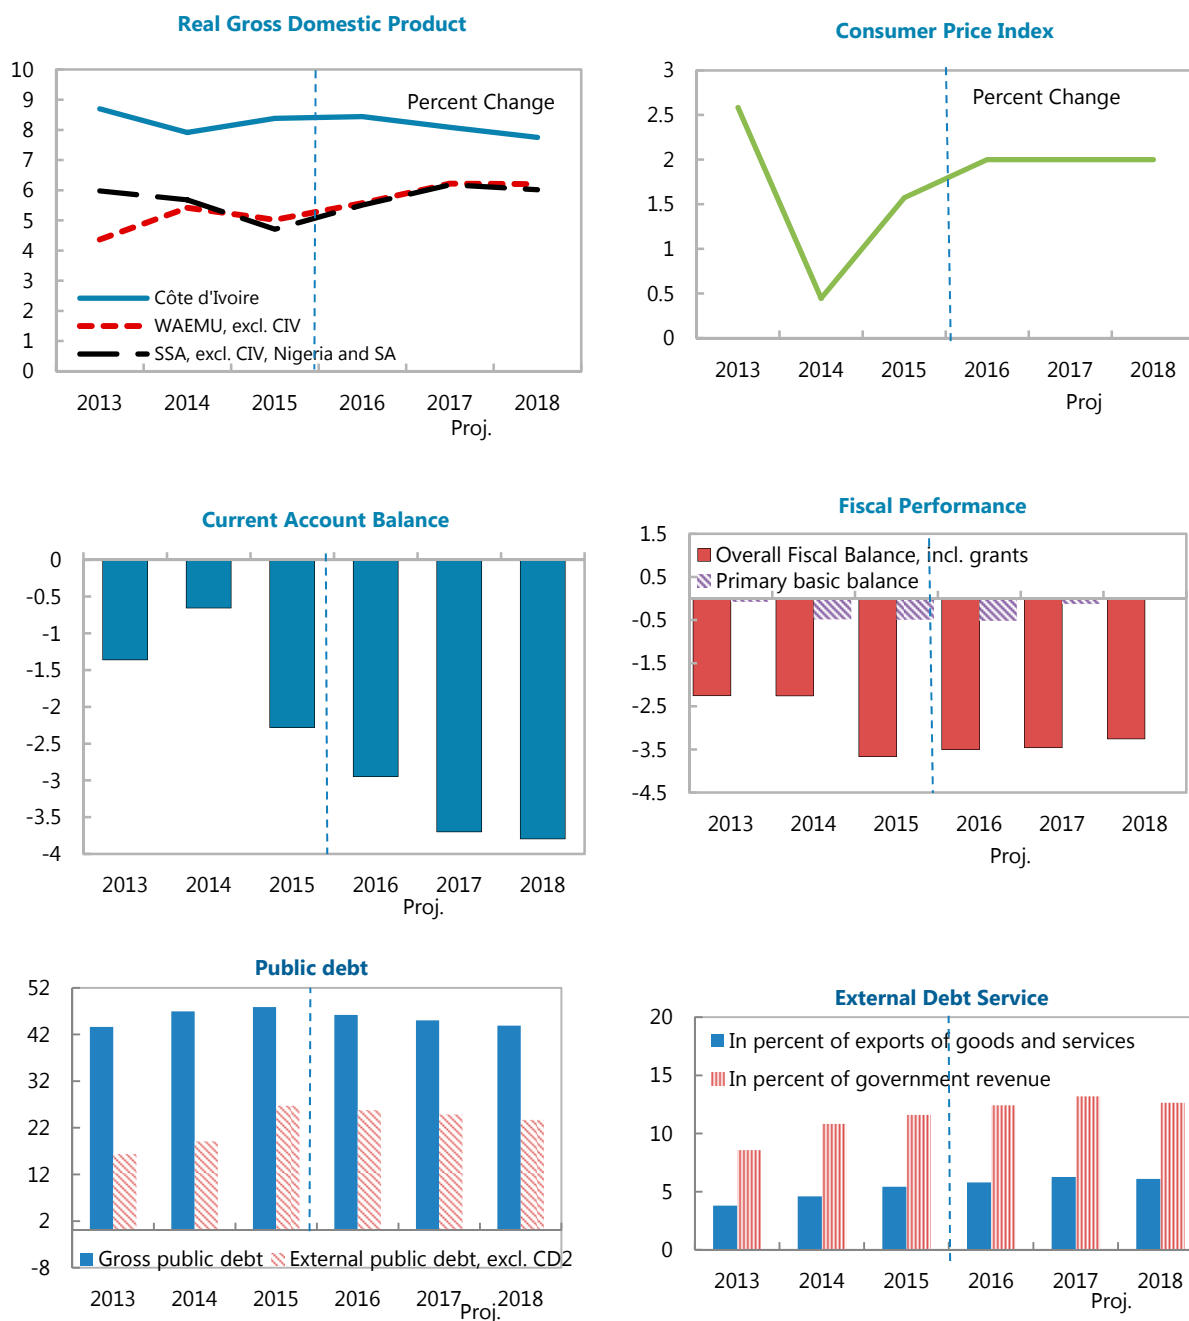 Real Gross Domestic Product
10
9
8
7
6
5
4
3
2
1
0
Percent Change
Côte d'Ivoire
WAEMU, excl. CIV
SSA, excl. CIV, Nigeria and SA
2013 2014 2015 2016 2017 2018
Proj.
Consumer Price Index
3
2.5
2
1.5
1
0.5
0
Percent Change
2013 2014 2015 2016 2017 2018
Proj
Current Account Balance
0
-0.5
-1
-1.5
-2
-2.5
-3
-3.5
-4
2013 2014 2015 2016 2017 2018
Proj.
Fiscal Performance
1.5
0.5
-0.5
-1.5
-2.5
-3.5
-4.5
Overall Fiscal Balance, incl. grants
Primary basic balance
2013 2014 2015 2016 2017 2018
Proj.
Public debt
52
42
32
22
12
2
-8
Gross public debt External public debt, excl. CD2
2013 2014 2015 2016 2017 2018
Proj.
External Debt Service
20
15
10
5
0
In percent of exports of goods and services
In percent of government revenue
2013 2014 2015 2016 2017 2018
Proj.